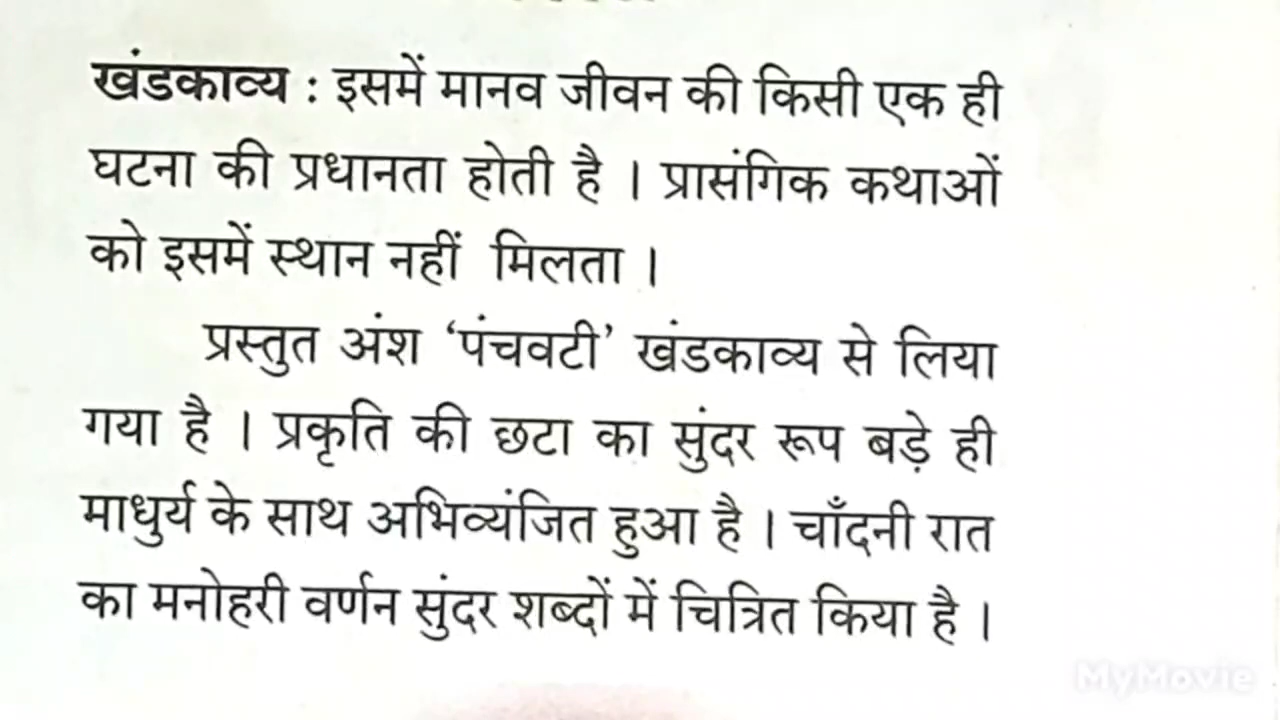 खंडकाव्य : इसमें मानव जीवन की किसी एक ही
घटना की प्रधानता होती है । प्रासंगिक कथाओं
को इसमें स्थान नहीं मिलता ।
प्रस्तुत अंश ‘पंचवटी’ खंडकाव्य से लिया
गया है । प्रकृति की छटा का सुंदर रूप बड़े ही
माधुर्य के साथ अभिव्यंजित हुआ है । चाँदनी रात
का मनोहरी वर्णन सुंदर शब्दों में चित्रित किया है ।
MyMovie